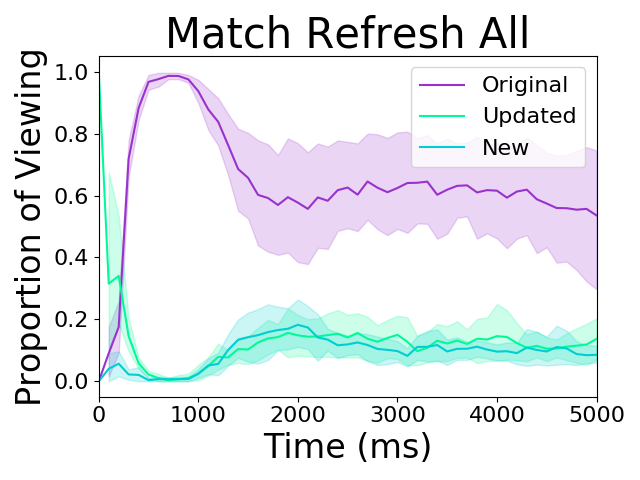 Match Refresh All
Proportion of Viewing
1.0
0.8
0.6
0.4
0.2
0.0
Original
Updated
New
0 1000 2000 3000 4000 5000
Time (ms)